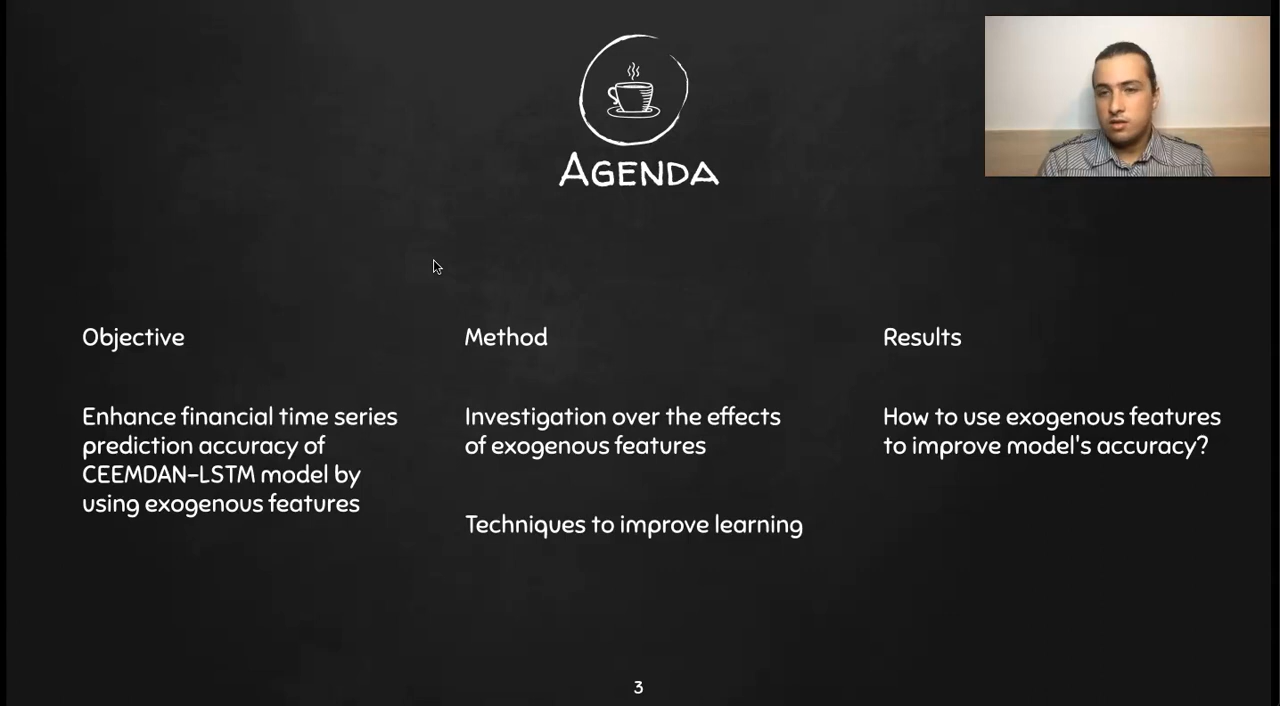 AGENDA
Objective
Enhance financial time series
prediction accuracy of
CEEMDAN-LSTM model by
using exogenous features
Method
Investigation over the effects
of exogenous features
Techniques to improve learning
Results
How to use exogenous features
to improve model's accuracy?
3